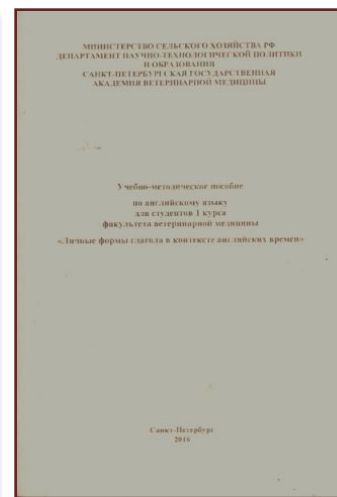 МИНИСТЕРСТВО СЕЛЬСКОГО ХОЗЯЙСТВА РФ
ДЕПАРТАМЕНТ НАУЧНО-ТЕХНОЛОГИЧЕСКОЙ ПОЛИТИКИ
И ОБРАЗОВАНИЯ
САНКТ-ПЕТЕРБУРГСКАЯ ГОСУДАРСТВЕННАЯ
АКАДЕМИЯ ВЕТЕРИНАРНОЙ МЕДИЦИНЫ
Учебно-методическое пособие
по английскому языку
для студентов 1 курса
факультета ветеринарной медицины
«Личные формы глагола в контексте английских времен»
Санкт-Петербург
2016